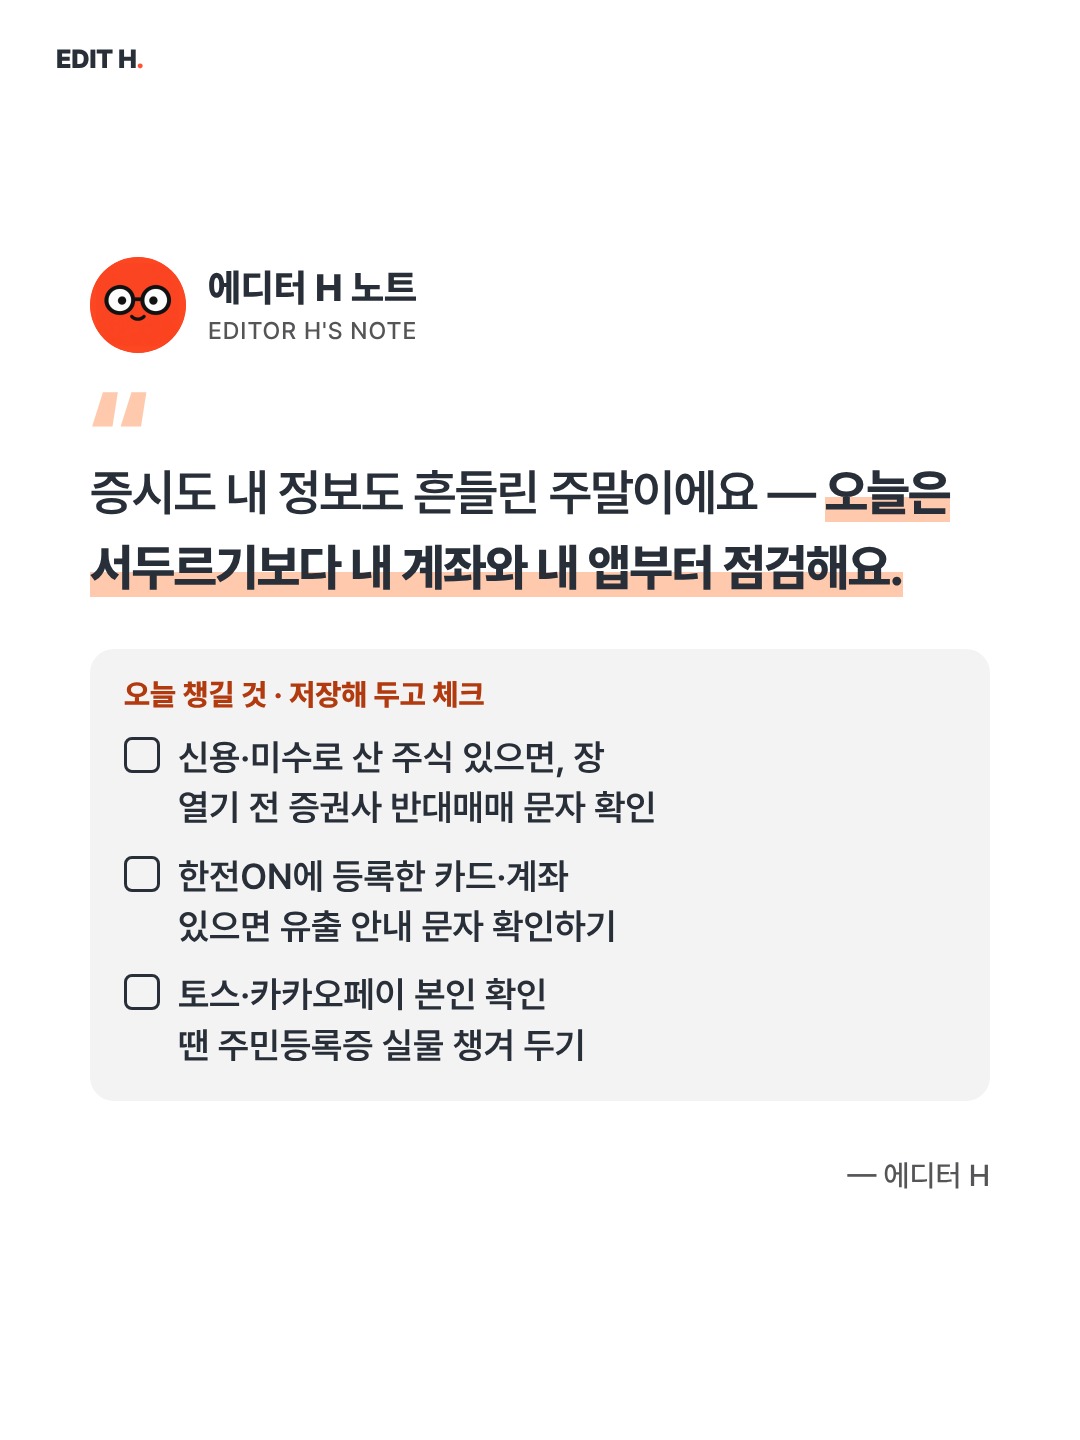 EDIT H.
에디터 H 노트
EDITOR H'S NOTE
“
증시도 내 정보도 흔들린 주말이에요 — 오늘은
서두르기보다 내 계좌와 내 앱부터 점검해요.
오늘 챙길 것 · 저장해 두고 체크
신용·미수로 산 주식 있으면, 장
열기 전 증권사 반대매매 문자 확인
한전ON에 등록한 카드·계좌
있으면 유출 안내 문자 확인하기
토스·카카오페이 본인 확인
땐 주민등록증 실물 챙겨 두기
— 에디터 H